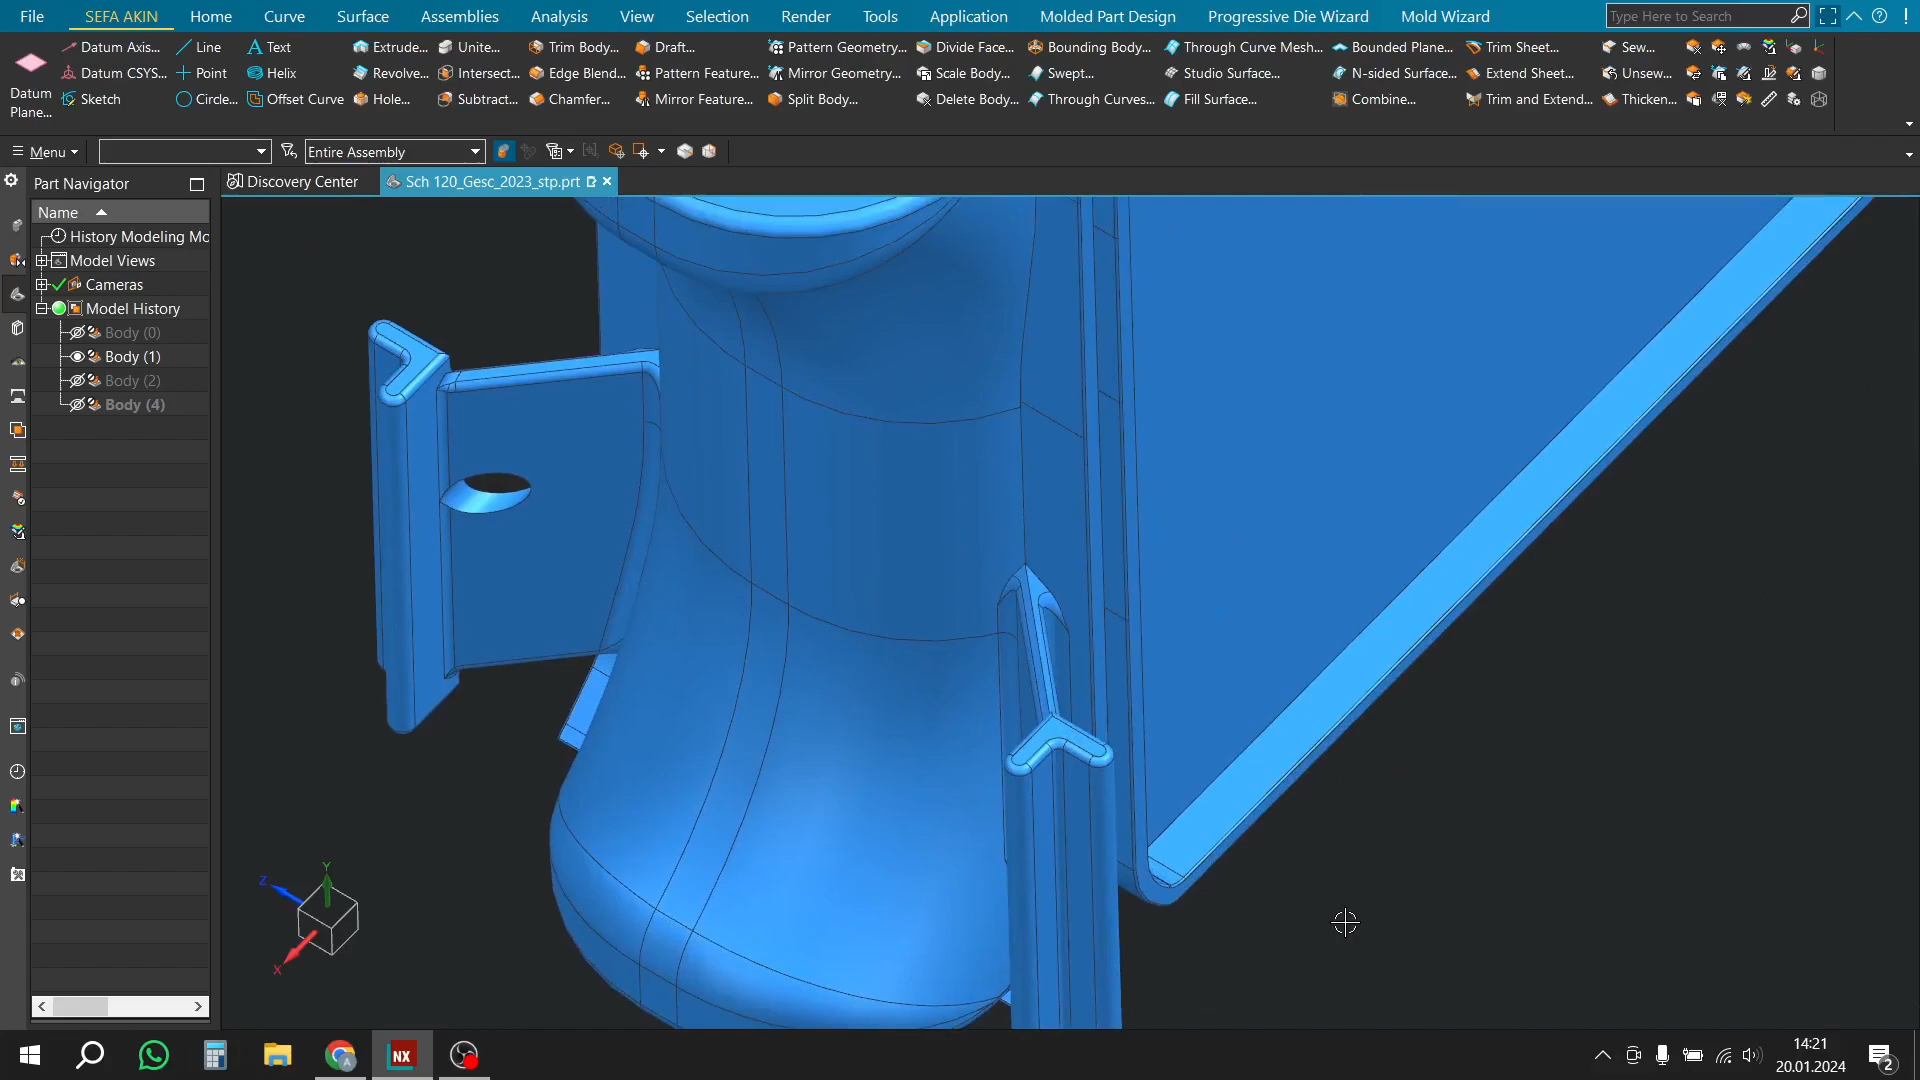 File SEFA AKIN Home Curve Surface Assemblies Analysis View Selection Render Tools Application Molded Part Design Progressive Die Wizard Mold Wizard Type Here to Search
Datum Axis... Line Text Extrude... Unite... Trim Body... Draft... Pattern Geometry... Divide Face... Bounding Body... Through Curve Mesh... Bounded Plane... Trim Sheet... Sew...
Datum CSYS... Point Helix Revolve... Intersect... Edge Blend... Pattern Feature... Mirror Geometry... Scale Body... Swept... Studio Surface... N-sided Surface... Extend Sheet... Unsew...
Datum
Plane...
Sketch Circle... Offset Curve Hole... Subtract... Chamfer... Mirror Feature... Split Body... Delete Body... Through Curves... Fill Surface... Combine... Trim and Extend... Thicken...
Menu Entire Assembly
Part Navigator Discovery Center Sch 120_Gesc_2023_stp.prt
Name
History Modeling Mo
Model Views
Cameras
Model History
Body (0)
Body (1)
Body (2)
Body (4)
Y
Z
X
NX
A
14:21
20.01.2024
2